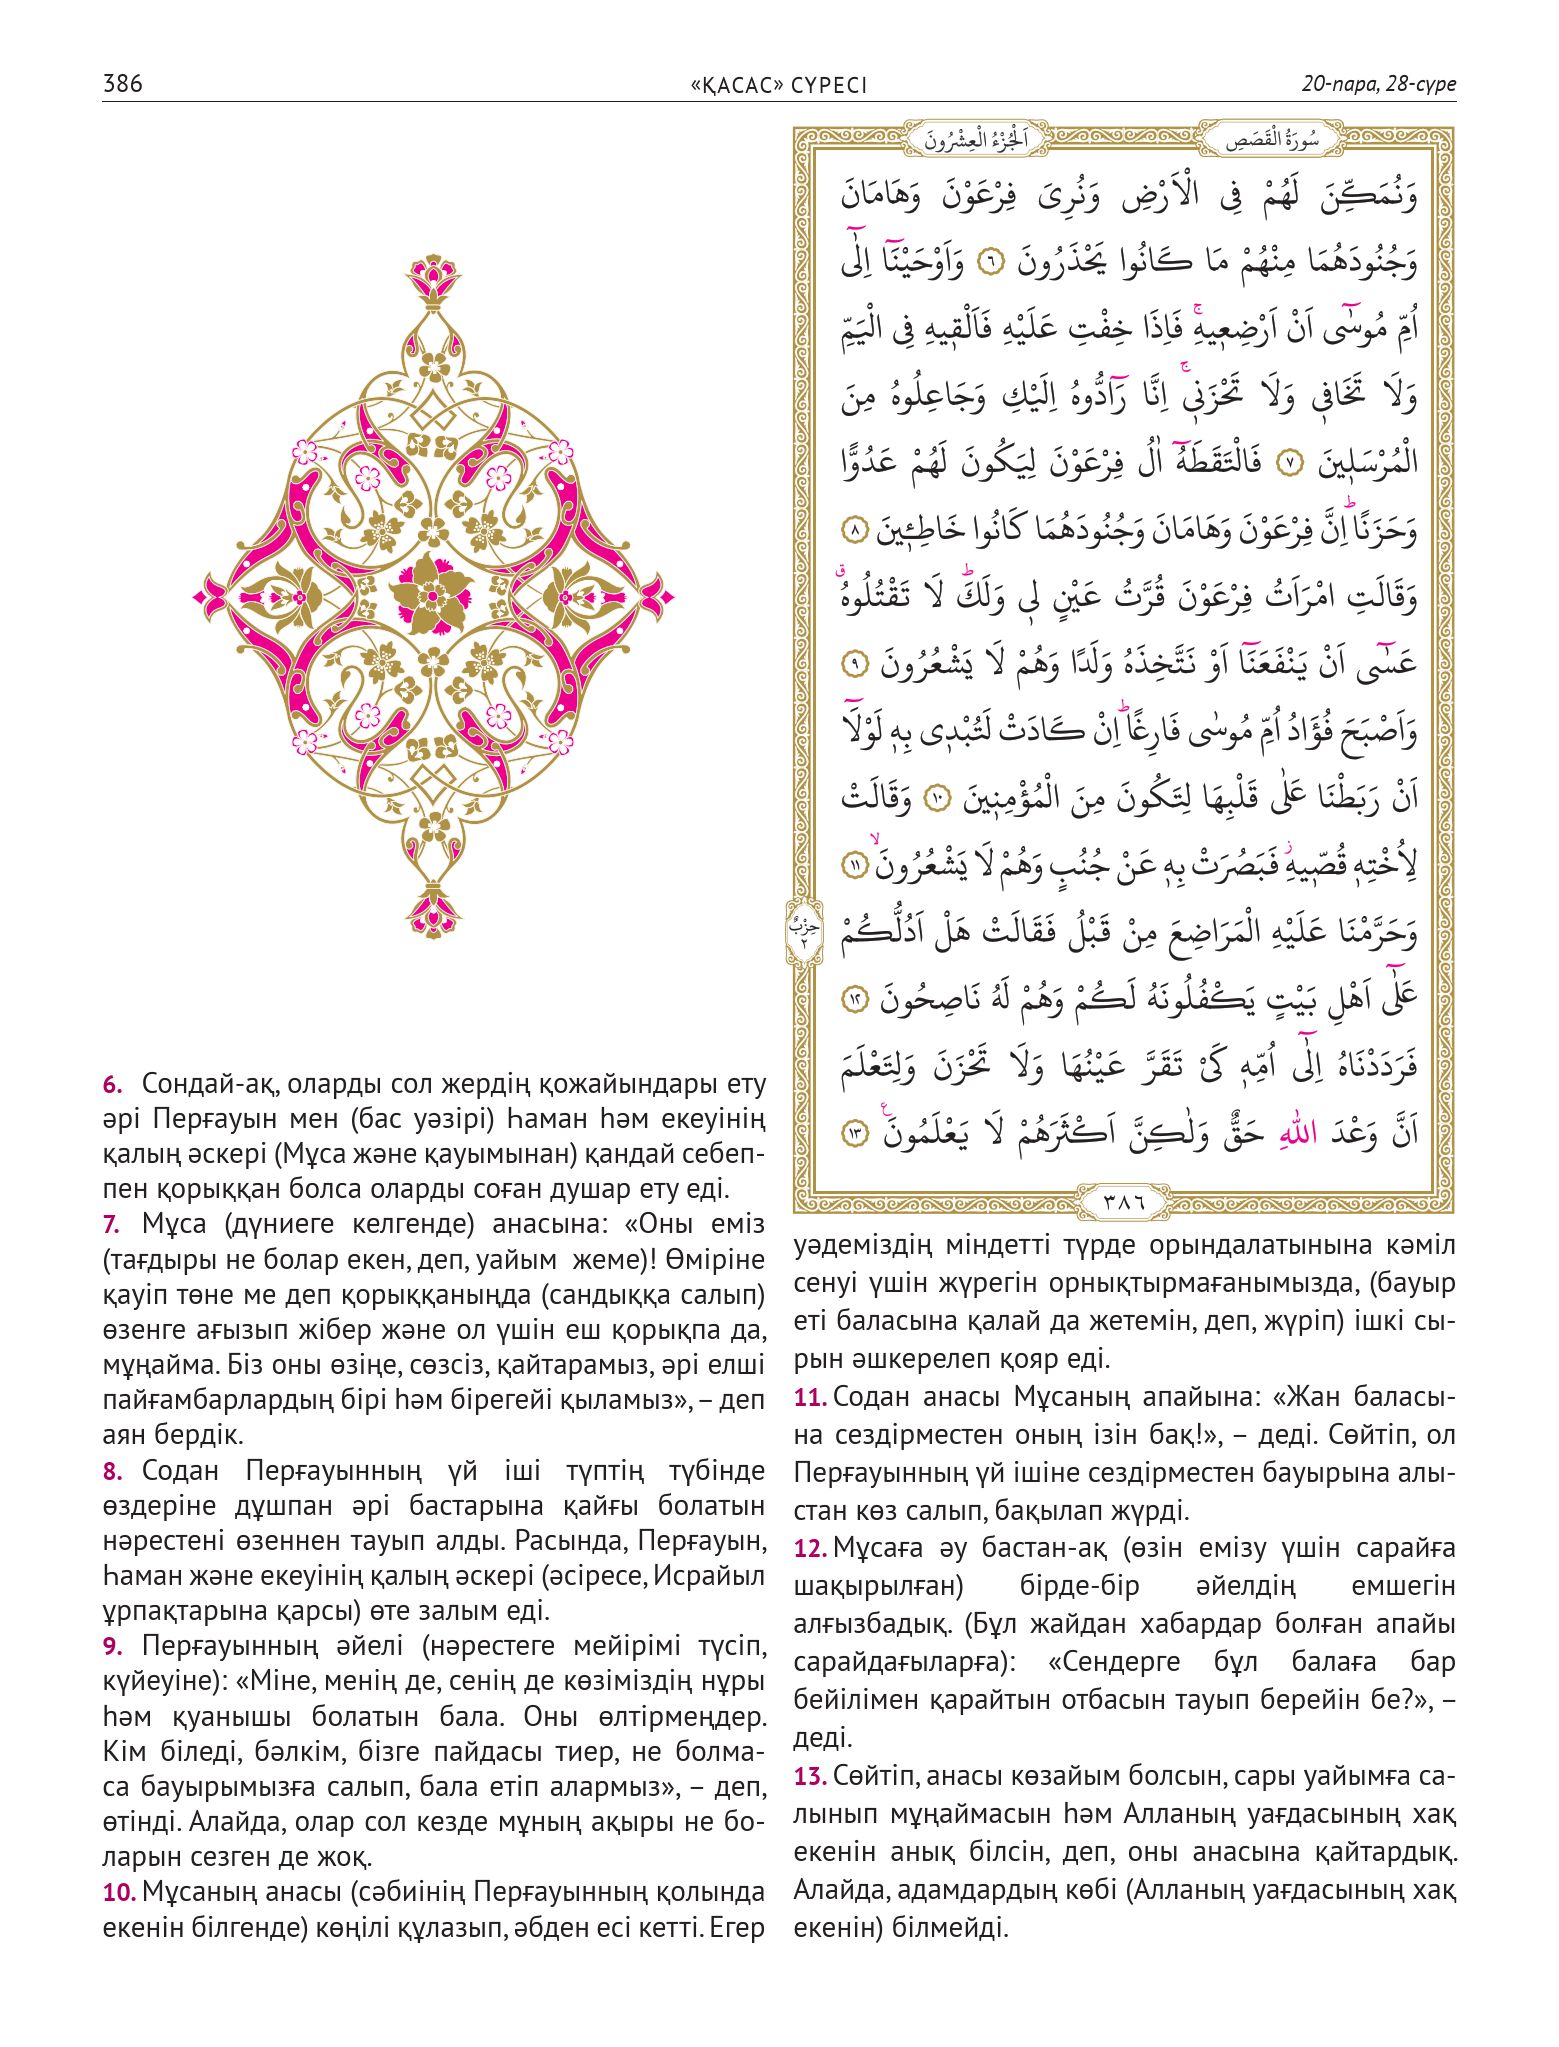 386
«ҚАСАС» СҮРЕСІ
20-пара, 28-сүре
سُورَةُ الْقَصَصِ
اَلْجُزْءُ الْعِشْرُونَ
وَنُمَكِّنَ لَهُمْ فِي الْاَرْضِ وَنُرِىَ فِرْعَوْنَ وَهَامَانَ
وَجُنُودَهُمَا مِنْهُمْ مَا كَانُوا يَحْذَرُونَ ٦ وَاَوْحَيْنَٓا اِلٰٓى
اُمِّ مُوسٰٓى اَنْ اَرْضِعٖيهِۚ فَاِذَا خِفْتِ عَلَيْهِ فَاَلْقٖيهِ فِي الْيَمِّ
وَلَا تَخَافٖي وَلَا تَحْزَنٖيۚ اِنَّا رَٓادُّوهُ اِلَيْكِ وَجَاعِلُوهُ مِنَ
الْمُرْسَلٖينَ ٧ فَالْتَقَطَهُٓ اٰلُ فِرْعَوْنَ لِيَكُونَ لَهُمْ عَدُوًّا
وَحَزَنًاؕ اِنَّ فِرْعَوْنَ وَهَامَانَ وَجُنُودَهُمَا كَانُوا خَاطِـٖٔينَ ٨
وَقَالَتِ امْرَاَتُ فِرْعَوْنَ قُرَّتُ عَيْنٍ لٖي وَلَكَؕ لَا تَقْتُلُوهُۗ
عَسٰٓى اَنْ يَنْفَعَنَٓا اَوْ نَتَّخِذَهُ وَلَدًا وَهُمْ لَا يَشْعُرُونَ ٩
وَاَصْبَحَ فُؤٰادُ اُمِّ مُوسٰى فَارِغًاؕ اِنْ كَادَتْ لَتُبْدٖى بِهٖ لَوْلَٓا
اَنْ رَبَطْنَا عَلٰى قَلْبِهَا لِتَكُونَ مِنَ الْمُؤْمِنٖينَ ١٠ وَقَالَتْ
لِاُخْتِهٖ قُصّٖيهِؗ فَبَصُرَتْ بِهٖ عَنْ جُنُبٍ وَهُمْ لَا يَشْعُرُونَۙ ١١
وَحَرَّمْنَا عَلَيْهِ الْمَرَاضِعَ مِنْ قَبْلُ فَقَالَتْ هَلْ اَدُلُّكُمْ
عَلٰٓى اَهْلِ بَيْتٍ يَكْفُلُونَهُ لَكُمْ وَهُمْ لَهُ نَاصِحُونَ ١٢
فَرَدَدْنَاهُ اِلٰٓى اُمِّهٖ كَيْ تَقَرَّ عَيْنُهَا وَلَا تَحْزَنَ وَلِتَعْلَمَ
اَنَّ وَعْدَ اللّٰهِ حَقٌّ وَلٰكِنَّ اَكْثَرَهُمْ لَا يَعْلَمُونَࣖ ١٣
حِزْبٌ
٢
٣٨٦
6. Сондай-ақ, оларды сол жердің қожайындары ету
әрі Перғауын мен (бас уәзірі) Һаман һәм екеуінің
қалың әскері (Мұса және қауымынан) қандай себеп-
пен қорыққан болса оларды соған душар ету еді.
7. Мұса (дүниеге келгенде) анасына: «Оны еміз
(тағдыры не болар екен, деп, уайым жеме)! Өміріне
қауіп төне ме деп қорыққаныңда (сандыққа салып)
өзенге ағызып жібер және ол үшін еш қорықпа да,
мұңайма. Біз оны өзіңе, сөзсіз, қайтарамыз, әрі елші
пайғамбарлардың бірі һәм бірегейі қыламыз», – деп
аян бердік.
8. Содан Перғауынның үй іші түптің түбінде
өздеріне дұшпан әрі бастарына қайғы болатын
нәрестені өзеннен тауып алды. Расында, Перғауын,
Һаман және екеуінің қалың әскері (әсіресе, Исрайыл
ұрпақтарына қарсы) өте залым еді.
9. Перғауынның әйелі (нәрестеге мейірімі түсіп,
күйеуіне): «Міне, менің де, сенің де көзіміздің нұры
һәм қуанышы болатын бала. Оны өлтірмеңдер.
Кім біледі, бәлкім, бізге пайдасы тиер, не болма-
са бауырымызға салып, бала етіп алармыз», – деп,
өтінді. Алайда, олар сол кезде мұның ақыры не бо-
ларын сезген де жоқ.
10. Мұсаның анасы (сәбиінің Перғауынның қолында
екенін білгенде) көңілі құлазып, әбден есі кетті. Егер
уәдеміздің міндетті түрде орындалатынына кәміл
сенуі үшін жүрегін орнықтырмағанымызда, (бауыр
еті баласына қалай да жетемін, деп, жүріп) ішкі сы-
рын әшкерелеп қояр еді.
11. Содан анасы Мұсаның апайына: «Жан баласы-
на сездірместен оның ізін бақ!», – деді. Сөйтіп, ол
Перғауынның үй ішіне сездірместен бауырына алы-
стан көз салып, бақылап жүрді.
12. Мұсаға әу бастан-ақ (өзін емізу үшін сарайға
шақырылған) бірде-бір әйелдің емшегін
алғызбадық. (Бұл жайдан хабардар болған апайы
сарайдағыларға): «Сендерге бұл балаға бар
бейілімен қарайтын отбасын тауып берейін бе?», –
деді.
13. Сөйтіп, анасы көзайым болсын, сары уайымға са-
лынып мұңаймасын һәм Алланың уағдасының хақ
екенін анық білсін, деп, оны анасына қайтардық.
Алайда, адамдардың көбі (Алланың уағдасының хақ
екенін) білмейді.